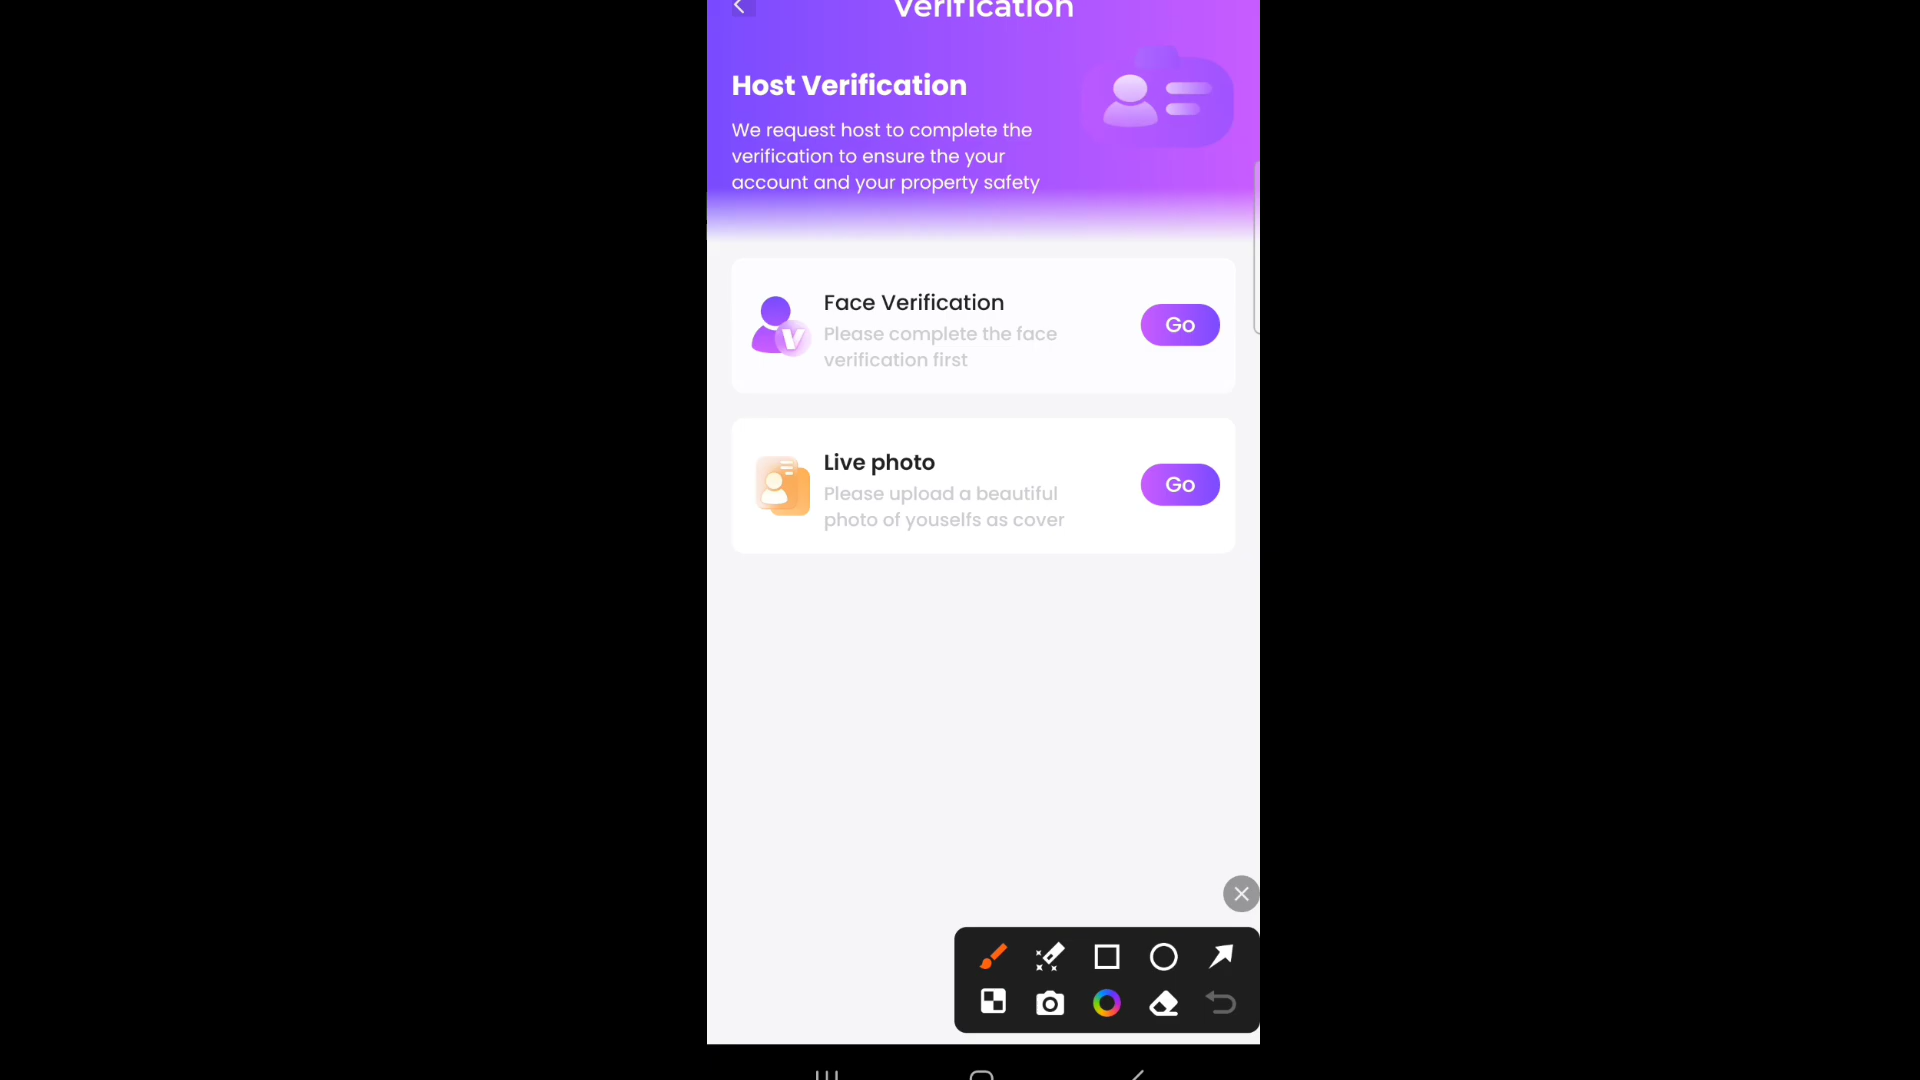 Verification
Host Verification
We request host to complete the
verification to ensure the your
account and your property safety
Face Verification
Please complete the face
verification first
Go
Live photo
Please upload a beautiful
photo of youselfs as cover
Go